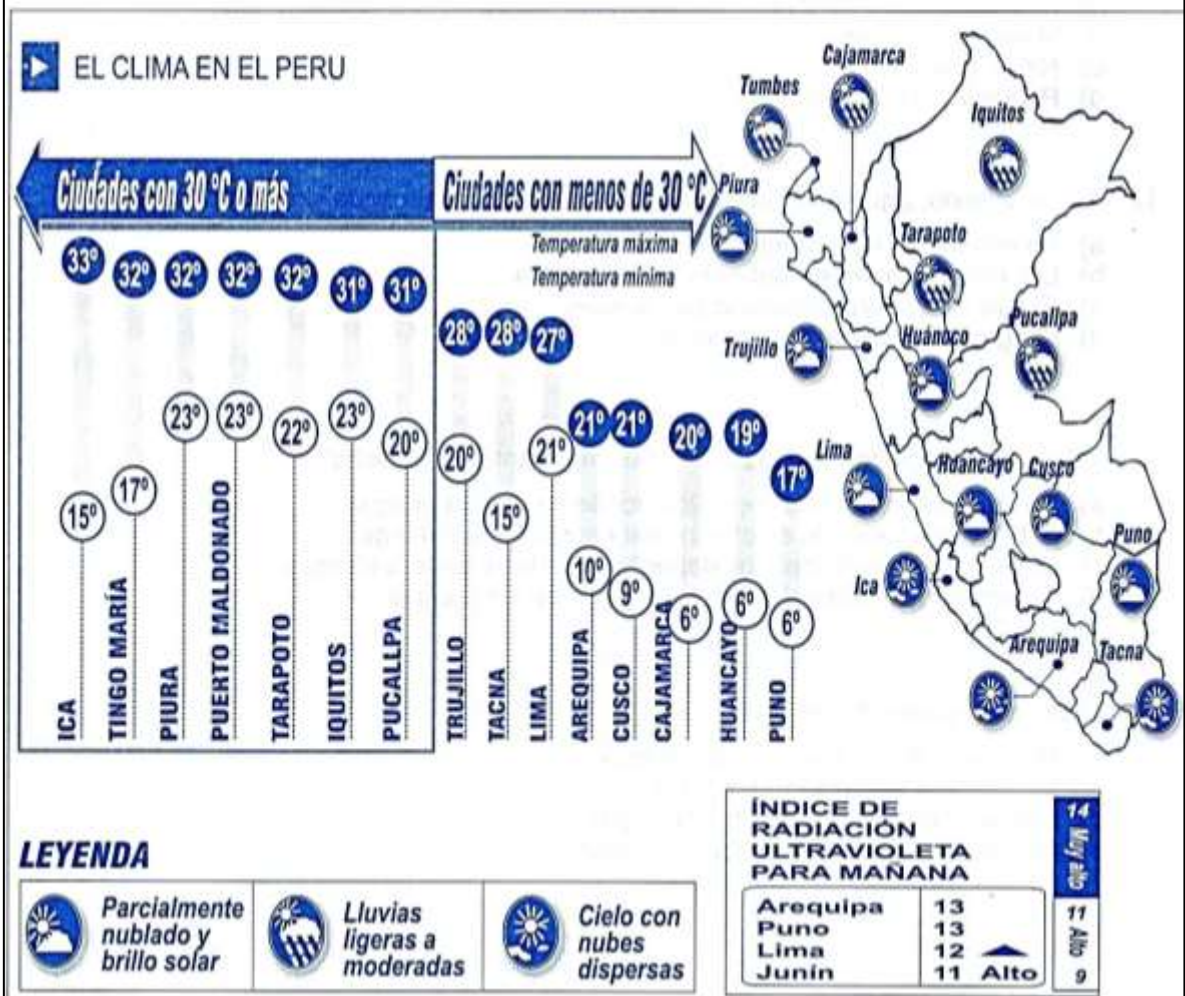 EL CLIMA EN EL PERU
Ciudades con 30 °C o más
Ciudades con menos de 30 °C
Temperatura máxima
Temperatura mínima
33° 32° 32° 32° 32° 31° 31° 28° 28° 27° 21° 21° 20° 19° 17°
15° 17° 23° 23° 22° 23° 20° 20° 15° 21° 10° 9° 6° 6° 6°
ICA
TINGO MARÍA
PIURA
PUERTO MALDONADO
TARAPOTO
IQUITOS
PUCALLPA
TRUJILLO
TACNA
LIMA
AREQUIPA
CUSCO
CAJAMARCA
HUANCAYO
PUNO
Cajamarca
Tumbes
Iquitos
Piura
Tarapoto
Pucallpa
Huánoco
Trujillo
Lima
Huancayo
Cusco
Puno
Ica
Arequipa
Tacna
LEYENDA
Parcialmente
nublado y
brillo solar
Lluvias
ligeras a
moderadas
Cielo con
nubes
dispersas
ÍNDICE DE
RADIACIÓN
ULTRAVIOLETA
PARA MAÑANA
Arequipa 13
Puno 13
Lima 12
Junín 11 Alto
14 Muy alto
11 Alto 9